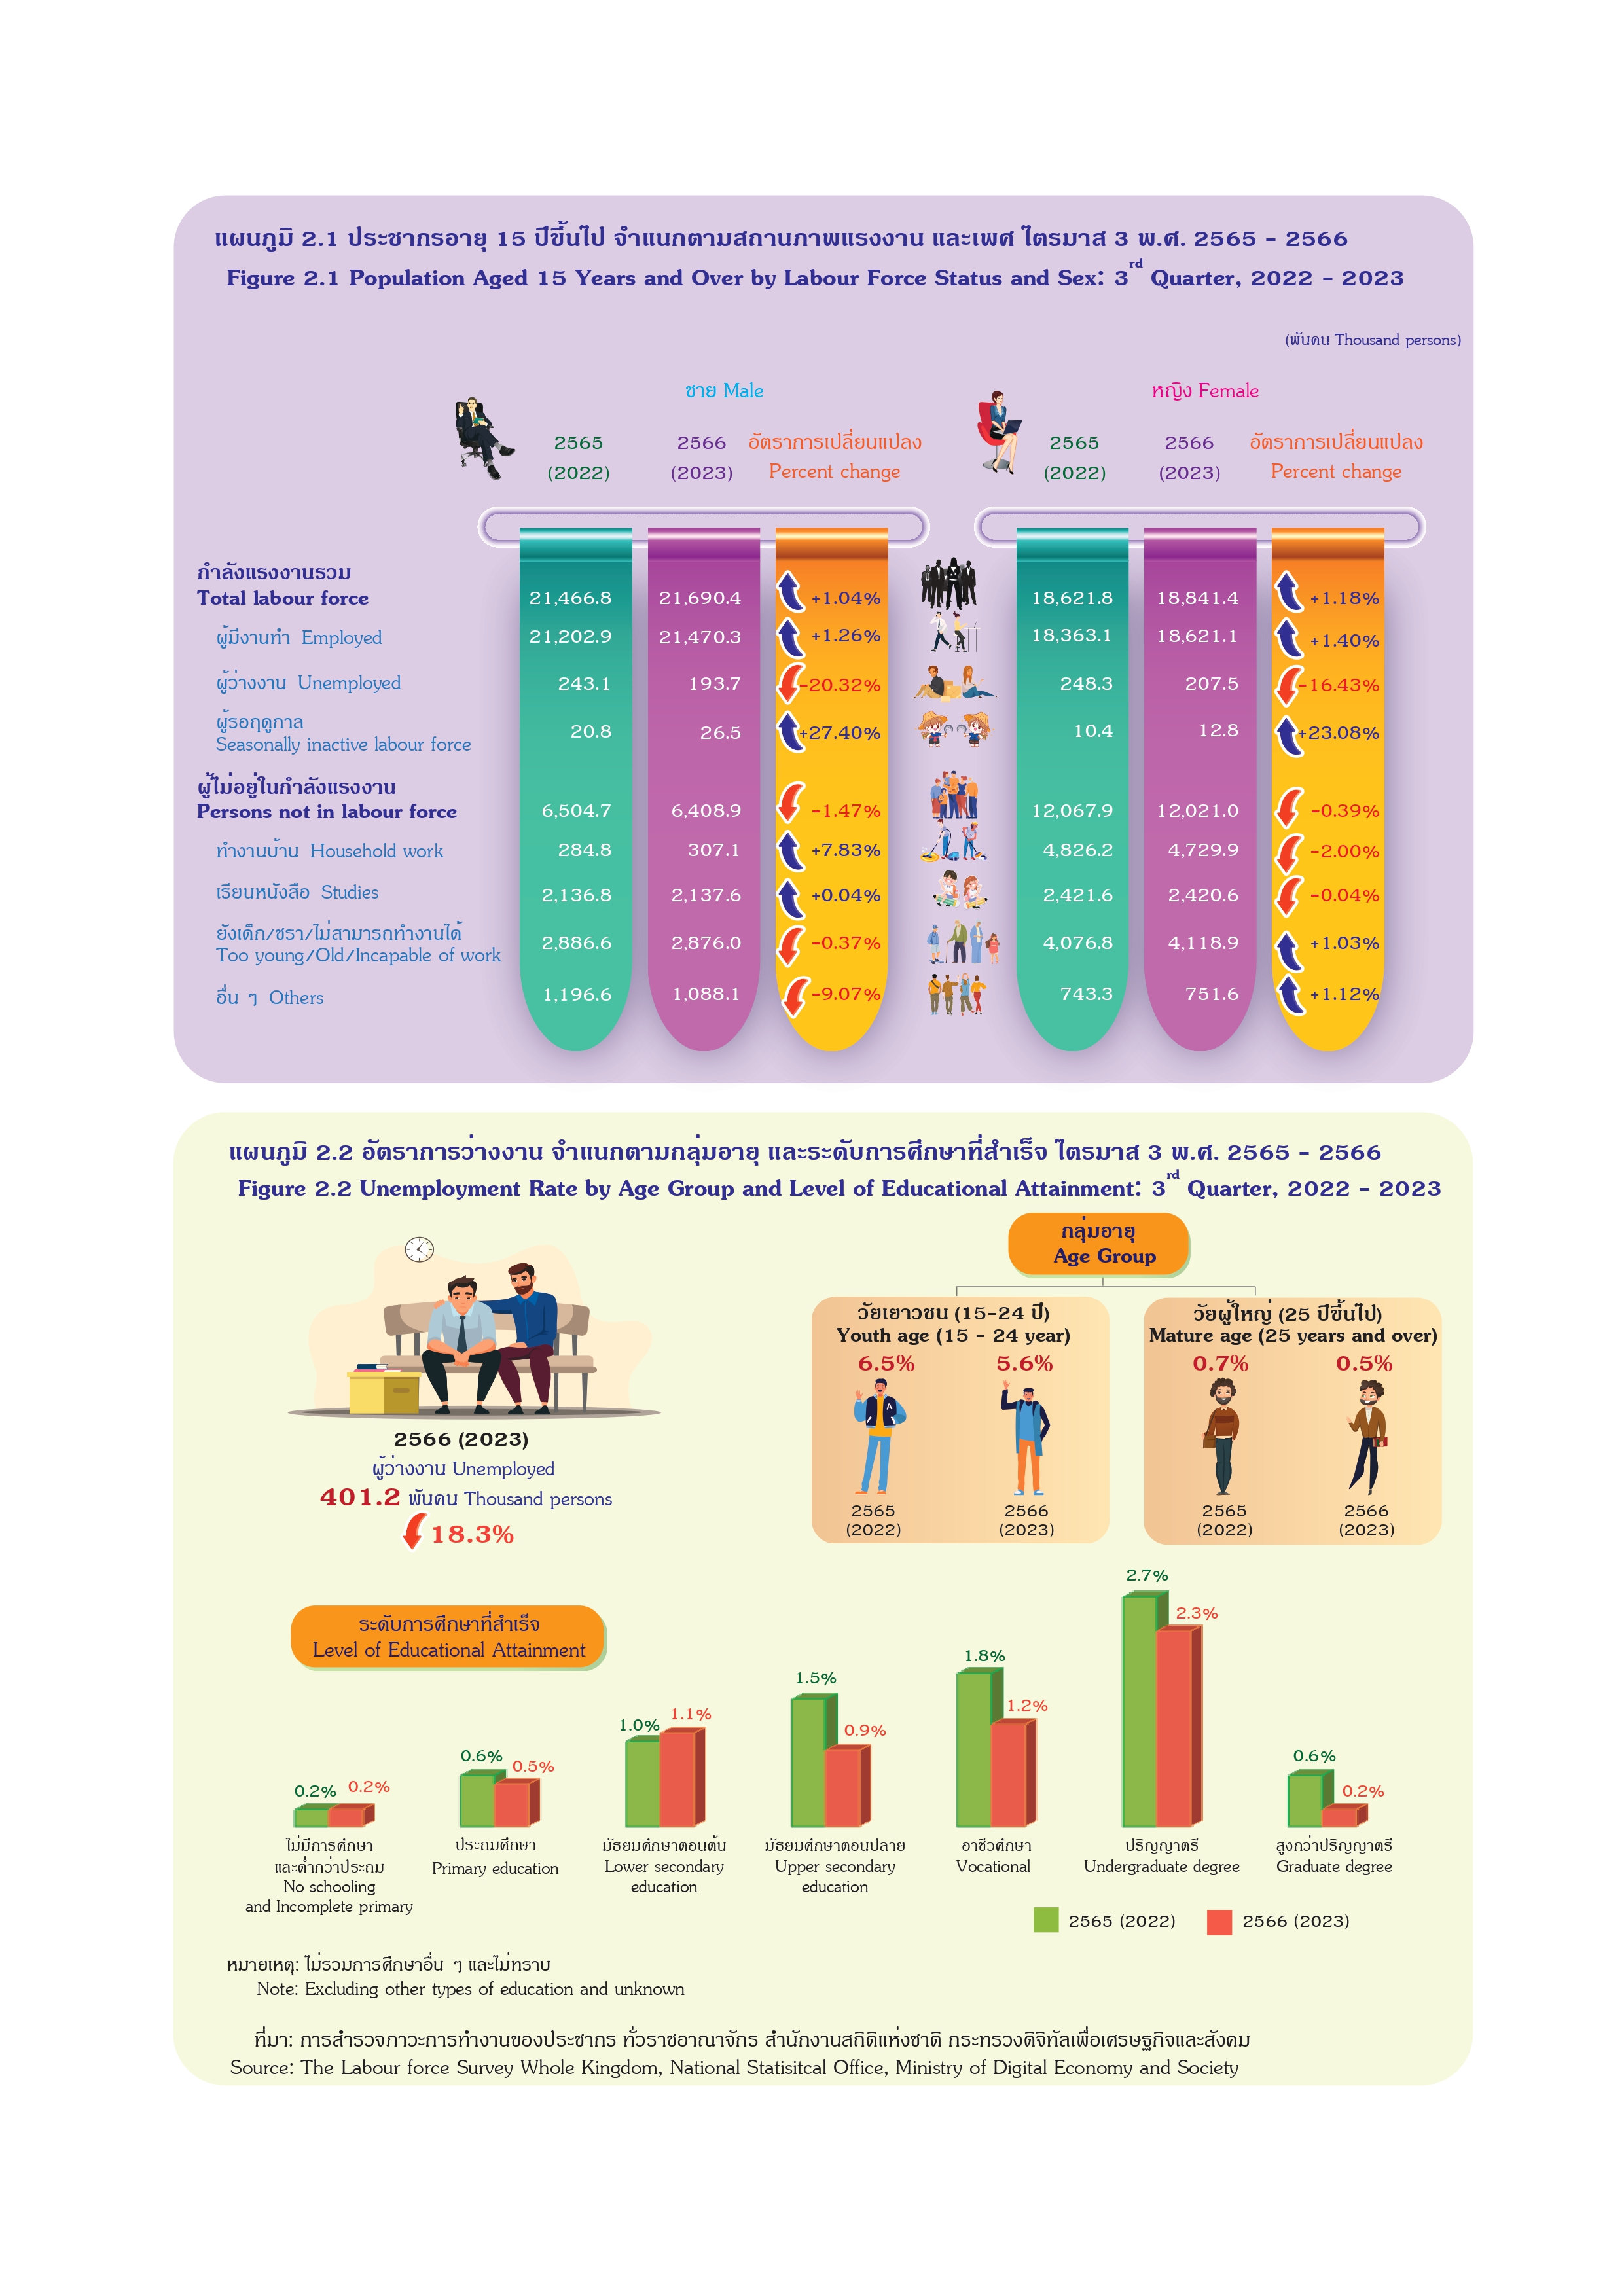 แผนภูมิ 2.1 ประชากรอายุ 15 ปีขึ้นไป จำแนกตามสถานภาพแรงงาน และเพศ ไตรมาส 3 พ.ศ. 2565 - 2566
Figure 2.1 Population Aged 15 Years and Over by Labour Force Status and Sex: 3rd Quarter, 2022 - 2023
(พันคน Thousand persons)
ชาย Male หญิง Female
2565 2566 อัตราการเปลี่ยนแปลง 2565 2566 อัตราการเปลี่ยนแปลง
(2022) (2023) Percent change (2022) (2023) Percent change
กำลังแรงงานรวม
Total labour force 21,466.8 21,690.4 +1.04% 18,621.8 18,841.4 +1.18%
ผู้มีงานทำ Employed 21,202.9 21,470.3 +1.26% 18,363.1 18,621.1 +1.40%
ผู้ว่างงาน Unemployed 243.1 193.7 -20.32% 248.3 207.5 -16.43%
ผู้รอฤดูกาล
Seasonally inactive labour force 20.8 26.5 +27.40% 10.4 12.8 +23.08%
ผู้ไม่อยู่ในกำลังแรงงาน
Persons not in labour force 6,504.7 6,408.9 -1.47% 12,067.9 12,021.0 -0.39%
ทำงานบ้าน Household work 284.8 307.1 +7.83% 4,826.2 4,729.9 -2.00%
เรียนหนังสือ Studies 2,136.8 2,137.6 +0.04% 2,421.6 2,420.6 -0.04%
ยังเด็ก/ชรา/ไม่สามารถทำงานได้
Too young/Old/Incapable of work 2,886.6 2,876.0 -0.37% 4,076.8 4,118.9 +1.03%
อื่น ๆ Others 1,196.6 1,088.1 -9.07% 743.3 751.6 +1.12%
แผนภูมิ 2.2 อัตราการว่างงาน จำแนกตามกลุ่มอายุ และระดับการศึกษาที่สำเร็จ ไตรมาส 3 พ.ศ. 2565 - 2566
Figure 2.2 Unemployment Rate by Age Group and Level of Educational Attainment: 3rd Quarter, 2022 - 2023
กลุ่มอายุ
Age Group
วัยเยาวชน (15-24 ปี) วัยผู้ใหญ่ (25 ปีขึ้นไป)
Youth age (15 - 24 year) Mature age (25 years and over)
6.5% 5.6% 0.7% 0.5%
A
2565 2566 2565 2566
(2022) (2023) (2022) (2023)
2566 (2023)
ผู้ว่างงาน Unemployed
401.2 พันคน Thousand persons
18.3%
ระดับการศึกษาที่สำเร็จ
Level of Educational Attainment
0.2% 0.2% 0.6% 0.5% 1.0% 1.1% 1.5% 0.9% 1.8% 1.2% 2.7% 2.3% 0.6% 0.2%
ไม่มีการศึกษา ประถมศึกษา มัธยมศึกษาตอนต้น มัธยมศึกษาตอนปลาย อาชีวศึกษา ปริญญาตรี สูงกว่าปริญญาตรี
และต่ำกว่าประถม Primary education Lower secondary Upper secondary Vocational Undergraduate degree Graduate degree
No schooling education education
and Incomplete primary
2565 (2022) 2566 (2023)
หมายเหตุ: ไม่รวมการศึกษาอื่น ๆ และไม่ทราบ
Note: Excluding other types of education and unknown
ที่มา: การสำรวจภาวะการทำงานของประชากร ทั่วราชอาณาจักร สำนักงานสถิติแห่งชาติ กระทรวงดิจิทัลเพื่อเศรษฐกิจและสังคม
Source: The Labour force Survey Whole Kingdom, National Statisitcal Office, Ministry of Digital Economy and Society